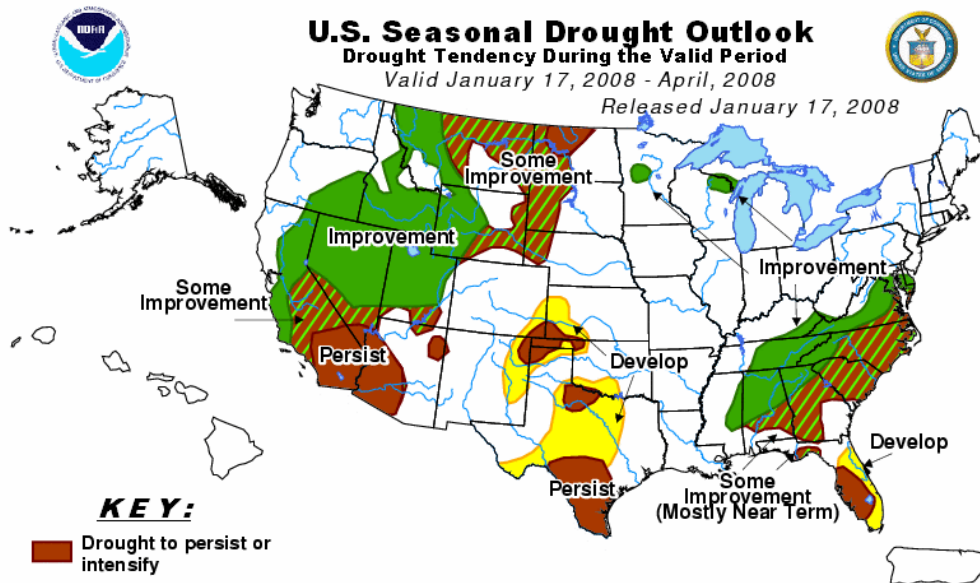 NOAA
U.S. Seasonal Drought Outlook
Drought Tendency During the Valid Period
Valid January 17, 2008 - April, 2008
Released January 17, 2008
Some
Improvement
Improvement
Some
Improvement
Improvement
Persist
Develop
Develop
Persist
Some
Improvement
(Mostly Near Term)
KEY:
Drought to persist or
intensify